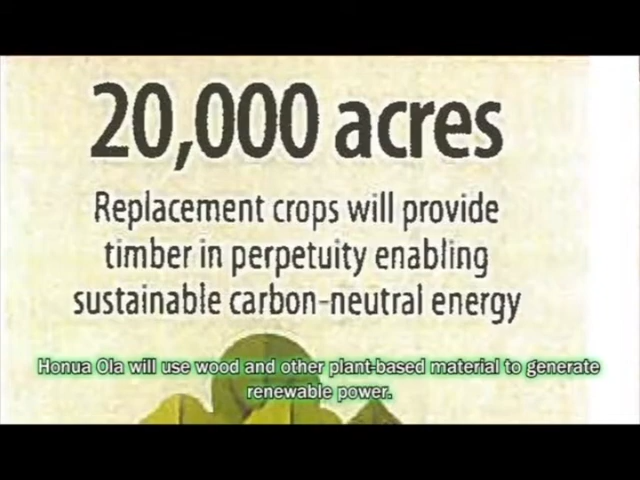 20,000 acres
Replacement crops will provide
timber in perpetuity enabling
sustainable carbon-neutral energy
Honua Ola will use wood and other plant-based material to generate
renewable power.